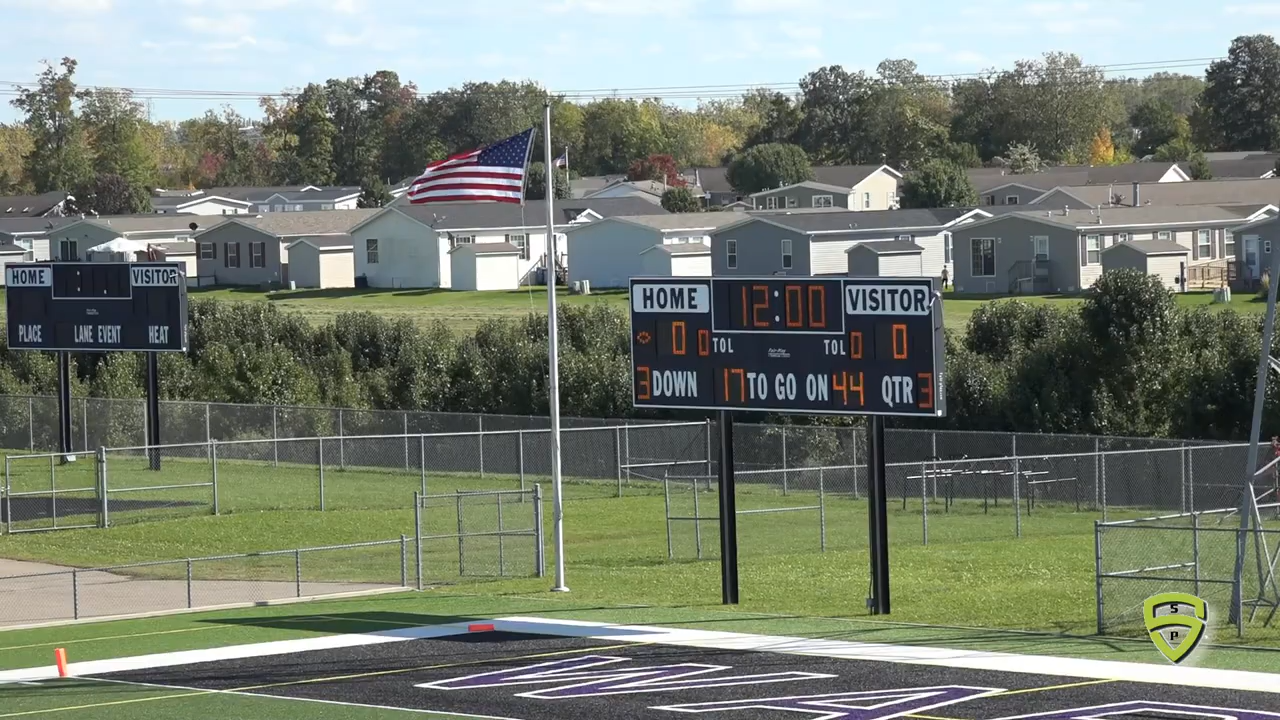 HOME VISITOR
PLACE LANE EVENT HEAT
HOME 12:00 VISITOR
0 0 TOL TOL 0 0
3 DOWN 17 TO GO ON 44 QTR 3
S
P
WA